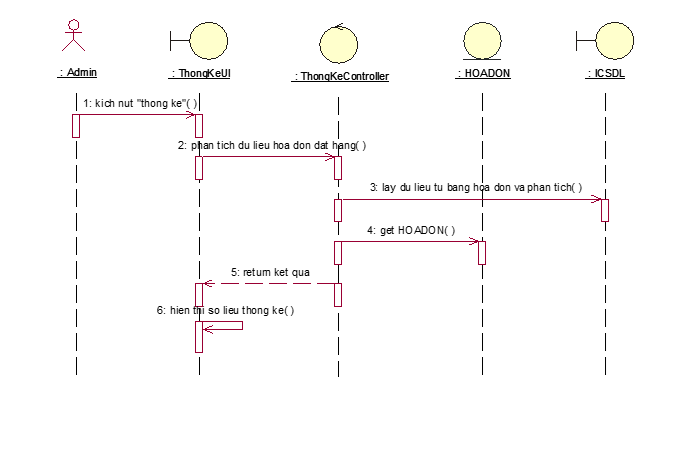 : Admin
: ThongKeUI
: ThongKeController
: HOADON
: ICSDL
1: kich nut "thong ke"( )
2: phan tich du lieu hoa don dat hang( )
3: lay du lieu tu bang hoa don va phan tich( )
4: get HOADON( )
5: return ket qua
6: hien thi so lieu thong ke( )